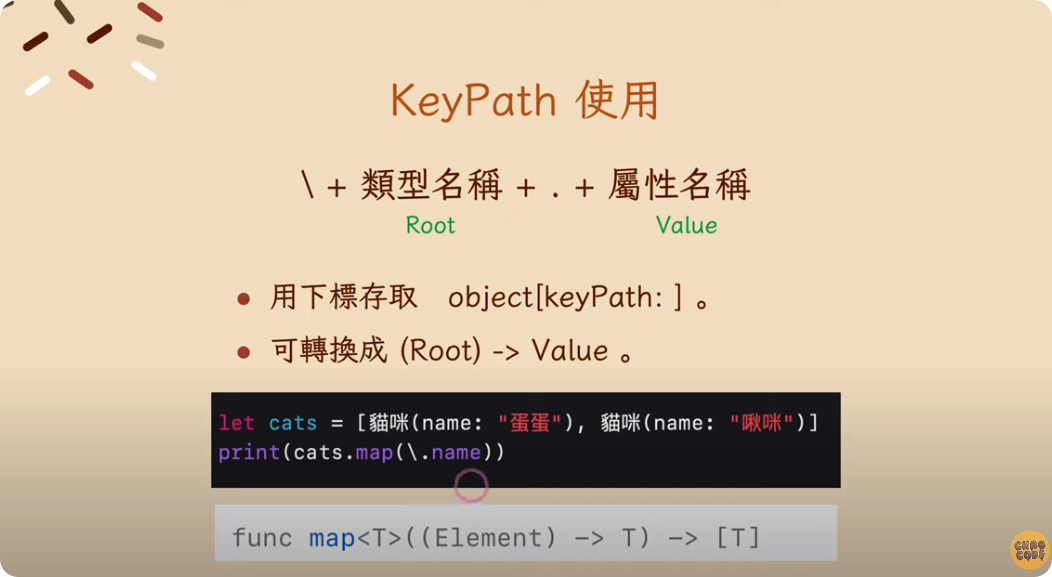 KeyPath 使用
\ + 類型名稱 + . + 屬性名稱
Root Value
● 用下標存取 object[keyPath: ] 。
● 可轉換成 (Root) -> Value 。
let cats = [貓咪(name: "蛋蛋"), 貓咪(name: "啾咪")]
print(cats.map(\.name))
func map<T>((Element) -> T) -> [T]
CHAO
CODE